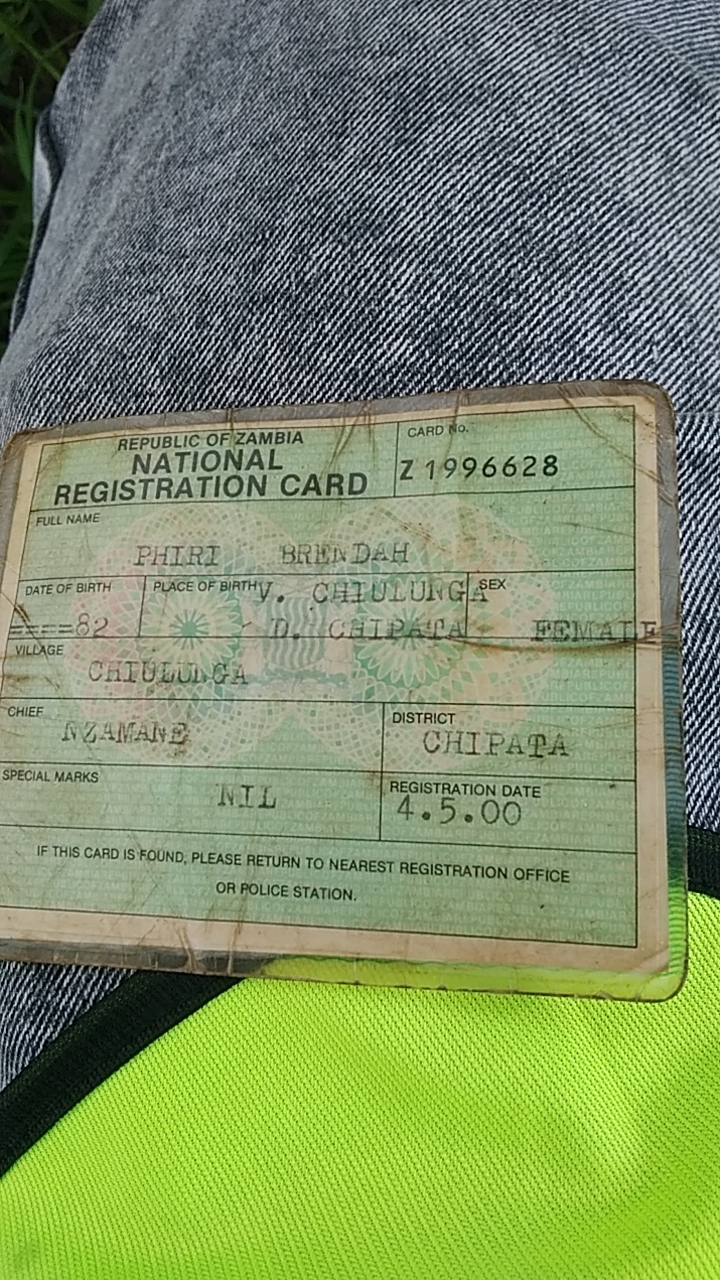 REPUBLIC OF ZAMBIA
NATIONAL
REGISTRATION CARD
CARD No.
Z 1996628
FULL NAME
PHIRI BRENDAH
DATE OF BIRTH
====82
PLACE OF BIRTH
V. CHIULUNGA
D. CHIPATA
SEX
FEMALE
VILLAGE
CHIULUNGA
CHIEF
NZAMANE
DISTRICT
CHIPATA
SPECIAL MARKS
NIL
REGISTRATION DATE
4.5.00
IF THIS CARD IS FOUND, PLEASE RETURN TO NEAREST REGISTRATION OFFICE
OR POLICE STATION.